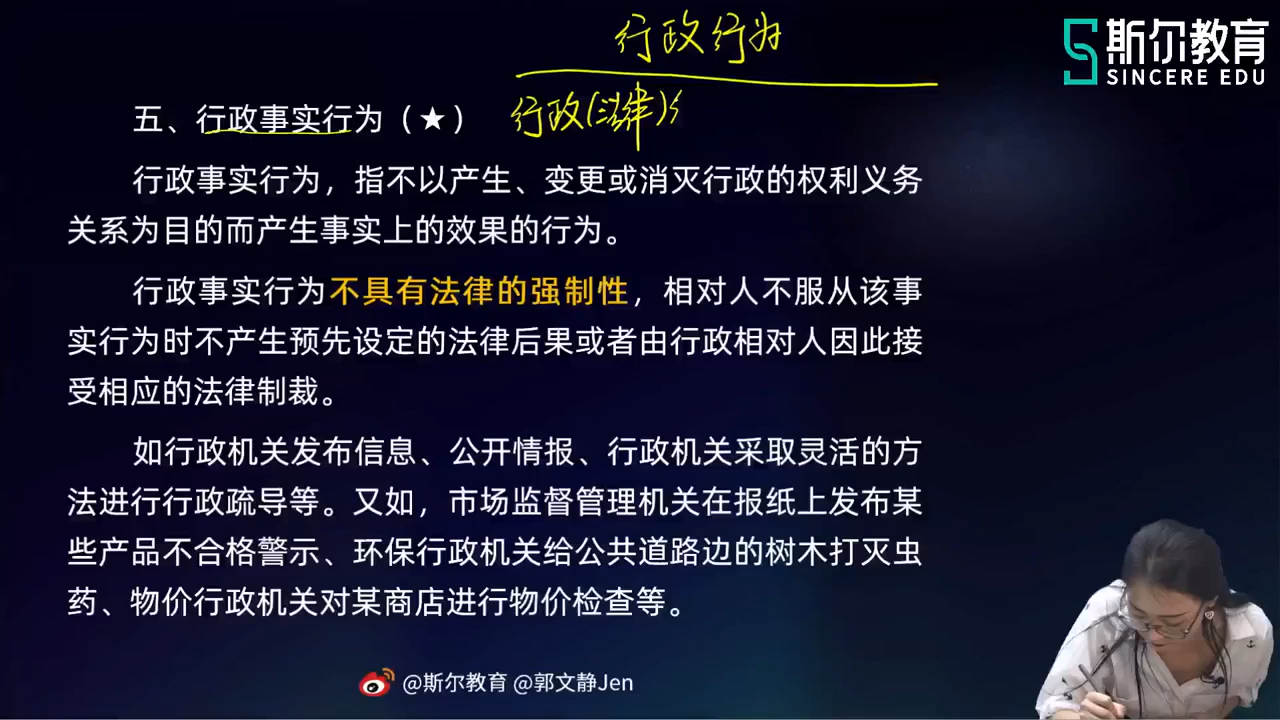 行政行为
斯尔教育
SINCERE EDU
五、行政事实行为（★）
行政(法律)
行政事实行为，指不以产生、变更或消灭行政的权利义务
关系为目的而产生事实上的效果的行为。
行政事实行为不具有法律的强制性，相对人不服从该事
实行为时不产生预先设定的法律后果或者由行政相对人因此接
受相应的法律制裁。
如行政机关发布信息、公开情报、行政机关采取灵活的方
法进行行政疏导等。又如，市场监督管理机关在报纸上发布某
些产品不合格警示、环保行政机关给公共道路边的树木打灭虫
药、物价行政机关对某商店进行物价检查等。
@斯尔教育 @郭文静Jen